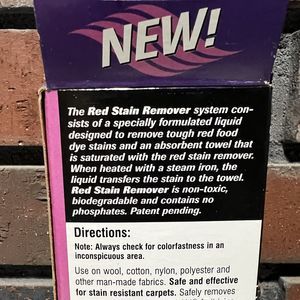 NEW!
The Red Stain Remover system con-
sists of a specially formulated liquid
designed to remove tough red food
dye stains and an absorbent towel
that is saturated with the red stain remover.
When heated with a steam iron, the
liquid transfers the stain to the towel.
Red Stain Remover is non-toxic,
biodegradable and contains no
phosphates. Patent pending.
Directions:
Note: Always check for colorfastness in an
inconspicuous area.
Use on wool, cotton, nylon, polyester and
other man-made fabrics. Safe and effective
for stain resistant carpets. Safely removes